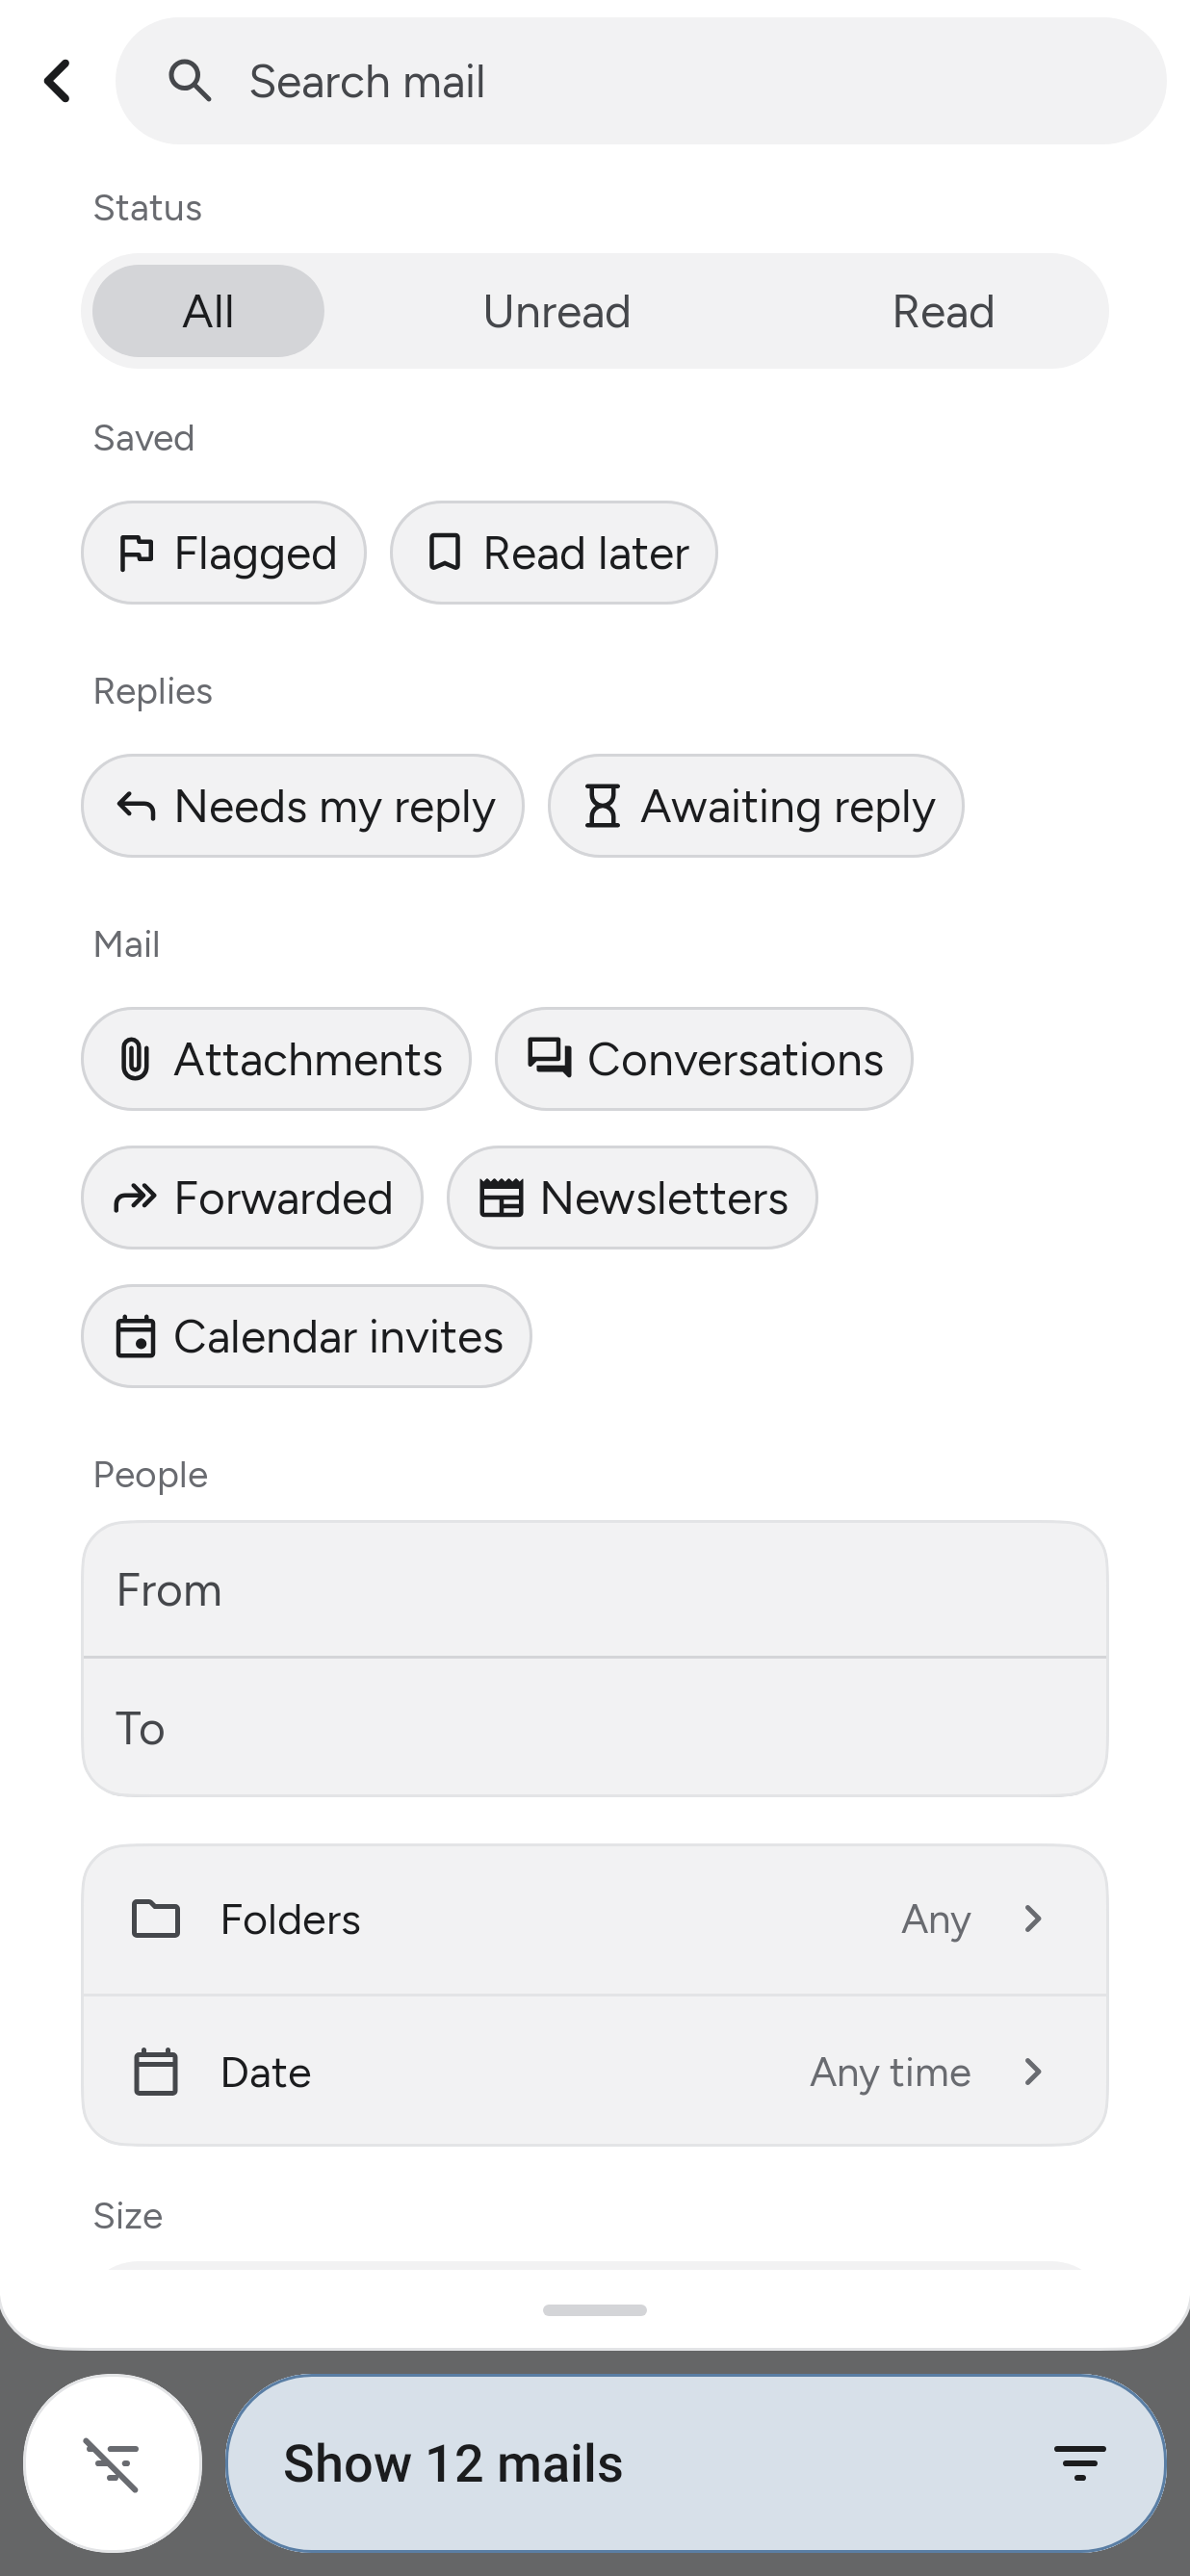 Search mail
Status
All Unread Read
Saved
Flagged Read later
Replies
Needs my reply Awaiting reply
Mail
Attachments Conversations
Forwarded Newsletters
Calendar invites
People
From
To
Folders Any
Date Any time
Size
Show 12 mails